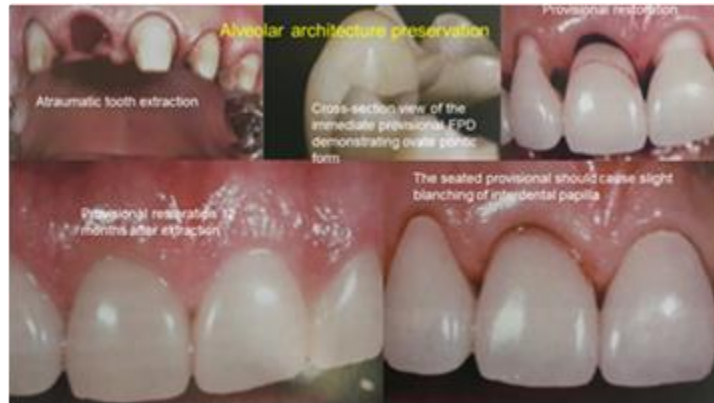 Alveolar architecture preservation
Provisional restoration
Atraumatic tooth extraction
Cross-section view of the
immediate provisional FPD
demonstrating ovate pontic
form
The seated provisional should cause slight
blanching of interdental papilla
Provisional restoration 12
months after extraction